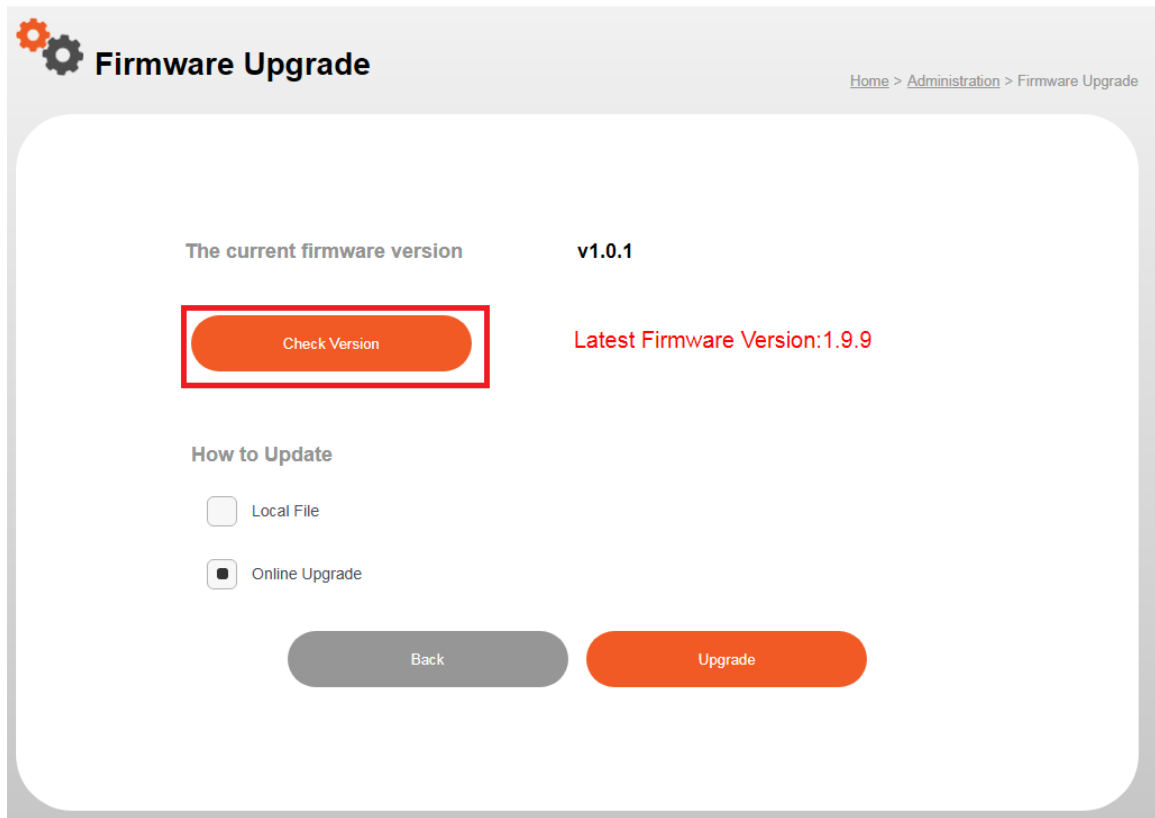 Firmware Upgrade
Home > Administration > Firmware Upgrade
The current firmware version v1.0.1
Check Version Latest Firmware Version:1.9.9
How to Update
Local File
Online Upgrade
Back Upgrade